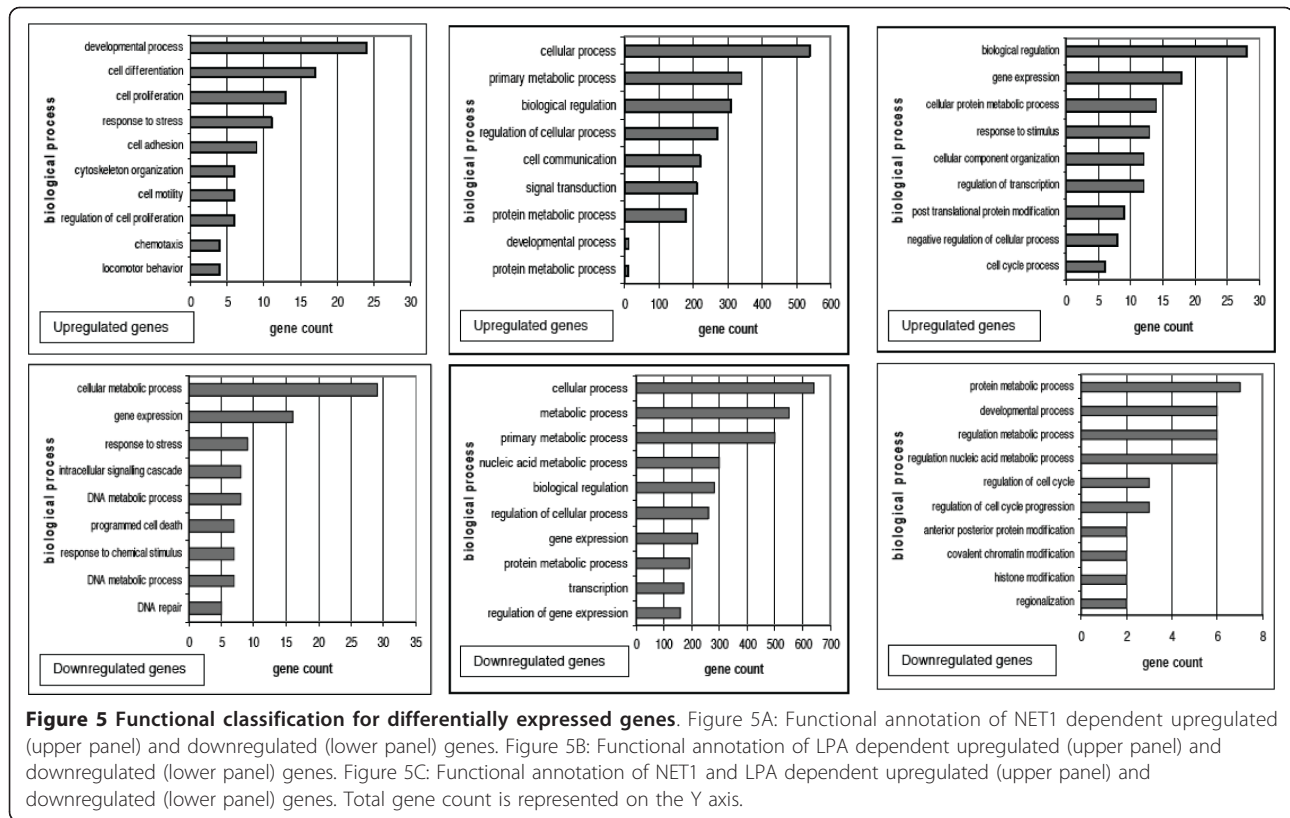 biological process
developmental process
cell differentiation
cell proliferation
response to stress
cell adhesion
cytoskeleton organization
cell motility
regulation of cell proliferation
chemotaxis
locomotor behavior
0 5 10 15 20 25 30
gene count
Upregulated genes
biological process
cellular process
primary metabolic process
biological regulation
regulation of cellular process
cell communication
signal transduction
protein metabolic process
developmental process
protein metabolic process
0 100 200 300 400 500 600
gene count
Upregulated genes
biological process
biological regulation
gene expression
cellular protein metabolic process
response to stimulus
cellular component organization
regulation of transcription
post translational protein modification
negative regulation of cellular process
cell cycle process
0 5 10 15 20 25 30
gene count
Upregulated genes
biological process
cellular metabolic process
gene expression
response to stress
intracellular signalling cascade
DNA metabolic process
programmed cell death
response to chemical stimulus
DNA metabolic process
DNA repair
0 5 10 15 20 25 30 35
gene count
Downregulated genes
biological process
cellular process
metabolic process
primary metabolic process
nucleic acid metabolic process
biological regulation
regulation of cellular process
gene expression
protein metabolic process
transcription
regulation of gene expression
0 100 200 300 400 500 600 700
gene count
Downregulated genes
biological process
protein metabolic process
developmental process
regulation metabolic process
regulation nucleic acid metabolic process
regulation of cell cycle
regulation of cell cycle progression
anterior posterior protein modification
covalent chromatin modification
histone modification
regionalization
0 2 4 6 8
gene count
Downregulated genes
Figure 5 Functional classification for differentially expressed genes. Figure 5A: Functional annotation of NET1 dependent upregulated
(upper panel) and downregulated (lower panel) genes. Figure 5B: Functional annotation of LPA dependent upregulated (upper panel) and
downregulated (lower panel) genes. Figure 5C: Functional annotation of NET1 and LPA dependent upregulated (upper panel) and
downregulated (lower panel) genes. Total gene count is represented on the Y axis.